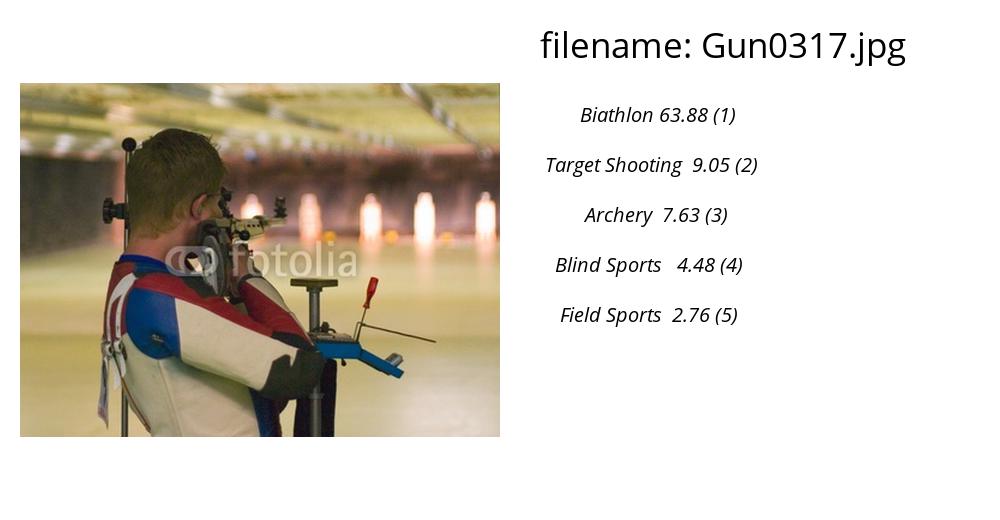 filename: Gun0317.jpg
Biathlon 63.88 (1)
Target Shooting 9.05 (2)
Archery 7.63 (3)
fotolia
Blind Sports 4.48 (4)
Field Sports 2.76 (5)